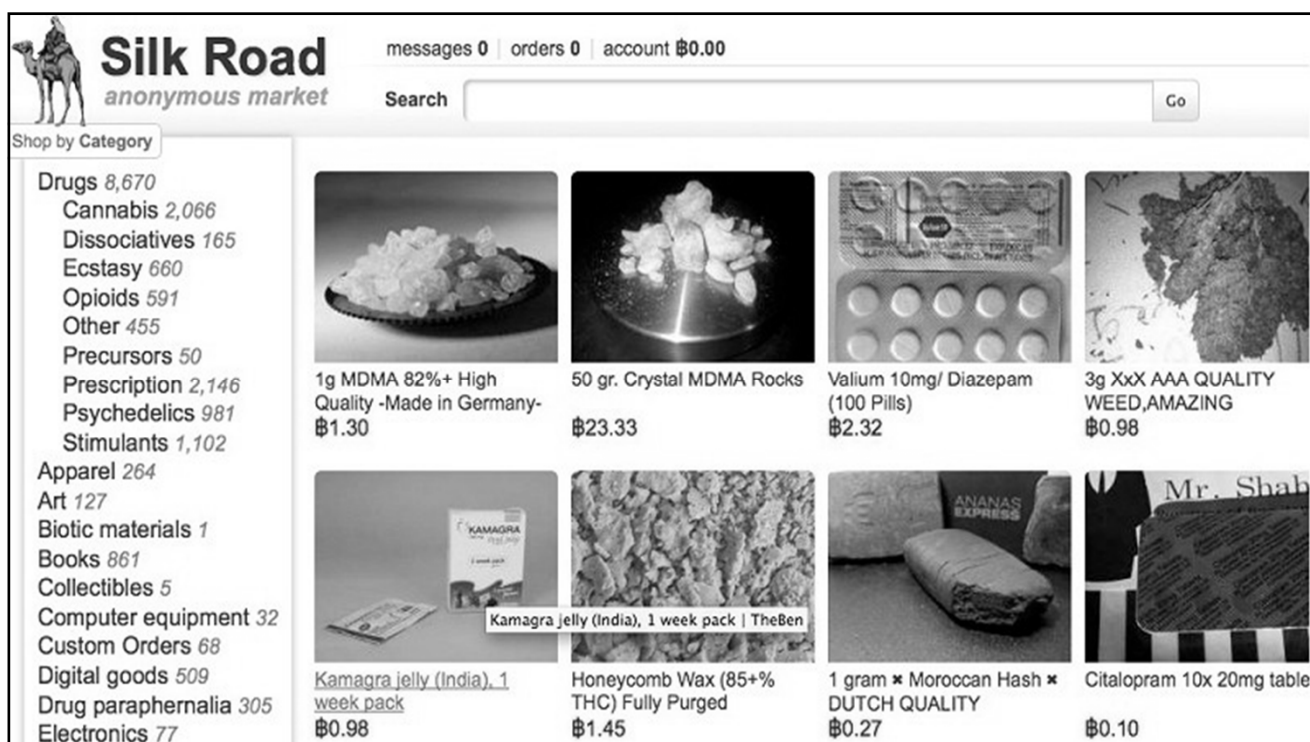 Silk Road
anonymous market
messages 0 orders 0 account ฿0.00
Search
Go
Shop by Category
Drugs 8,670
Cannabis 2,066
Dissociatives 165
Ecstasy 660
Opioids 591
Other 455
Precursors 50
Prescription 2,146
Psychedelics 981
Stimulants 1,102
Apparel 264
Art 127
Biotic materials 1
Books 861
Collectibles 5
Computer equipment 32
Custom Orders 68
Digital goods 509
Drug paraphernalia 305
Electronics 77
1g MDMA 82%+ High
Quality -Made in Germany-
฿1.30
50 gr. Crystal MDMA Rocks
฿23.33
Valium 10mg/ Diazepam
(100 Pills)
฿2.32
3g XxX AAA QUALITY
WEED,AMAZING
฿0.98
KAMAGRA
Kamagra jelly (India), 1 week pack | TheBen
Kamagra jelly (India), 1
week pack
฿0.98
Honeycomb Wax (85+%
THC) Fully Purged
฿1.45
ANANAS
EXPRESS
1 gram ✖ Moroccan Hash ✖
DUTCH QUALITY
฿0.27
Mr. Shab
Citalopram 10x 20mg table
฿0.10